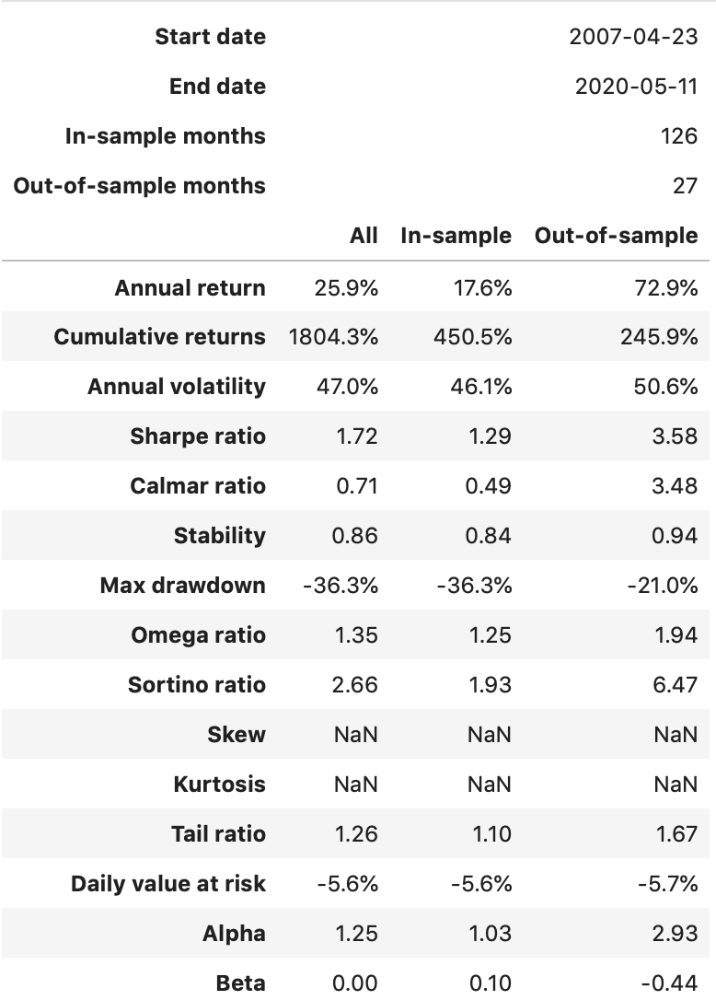 Start date 2007-04-23
End date 2020-05-11
In-sample months 126
Out-of-sample months 27
All In-sample Out-of-sample
Annual return 25.9% 17.6% 72.9%
Cumulative returns 1804.3% 450.5% 245.9%
Annual volatility 47.0% 46.1% 50.6%
Sharpe ratio 1.72 1.29 3.58
Calmar ratio 0.71 0.49 3.48
Stability 0.86 0.84 0.94
Max drawdown -36.3% -36.3% -21.0%
Omega ratio 1.35 1.25 1.94
Sortino ratio 2.66 1.93 6.47
Skew NaN NaN NaN
Kurtosis NaN NaN NaN
Tail ratio 1.26 1.10 1.67
Daily value at risk -5.6% -5.6% -5.7%
Alpha 1.25 1.03 2.93
Beta 0.00 0.10 -0.44